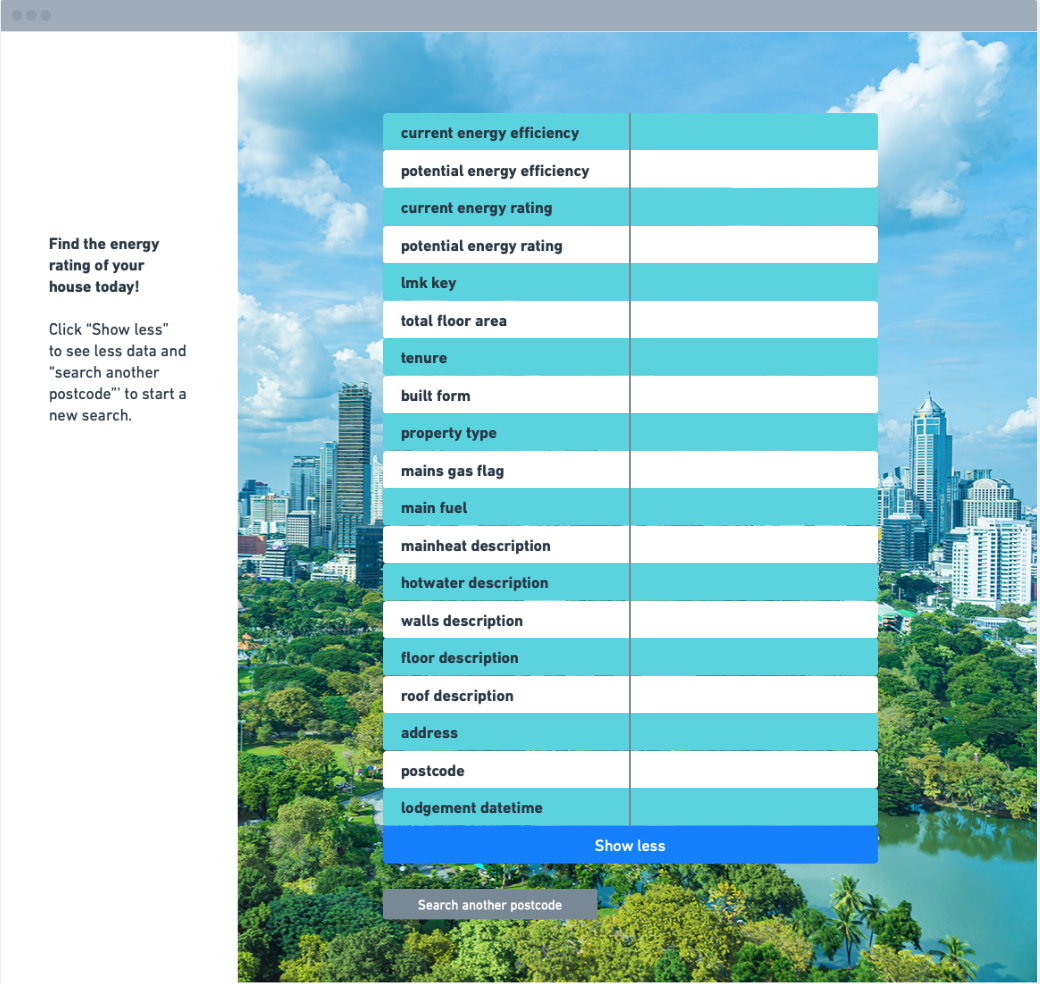 Find the energy
rating of your
house today!
Click “Show less”
to see less data and
“search another
postcode”’ to start a
new search.
current energy efficiency
potential energy efficiency
current energy rating
potential energy rating
lmk key
total floor area
tenure
built form
property type
mains gas flag
main fuel
mainheat description
hotwater description
walls description
floor description
roof description
address
postcode
lodgement datetime
Show less
Search another postcode